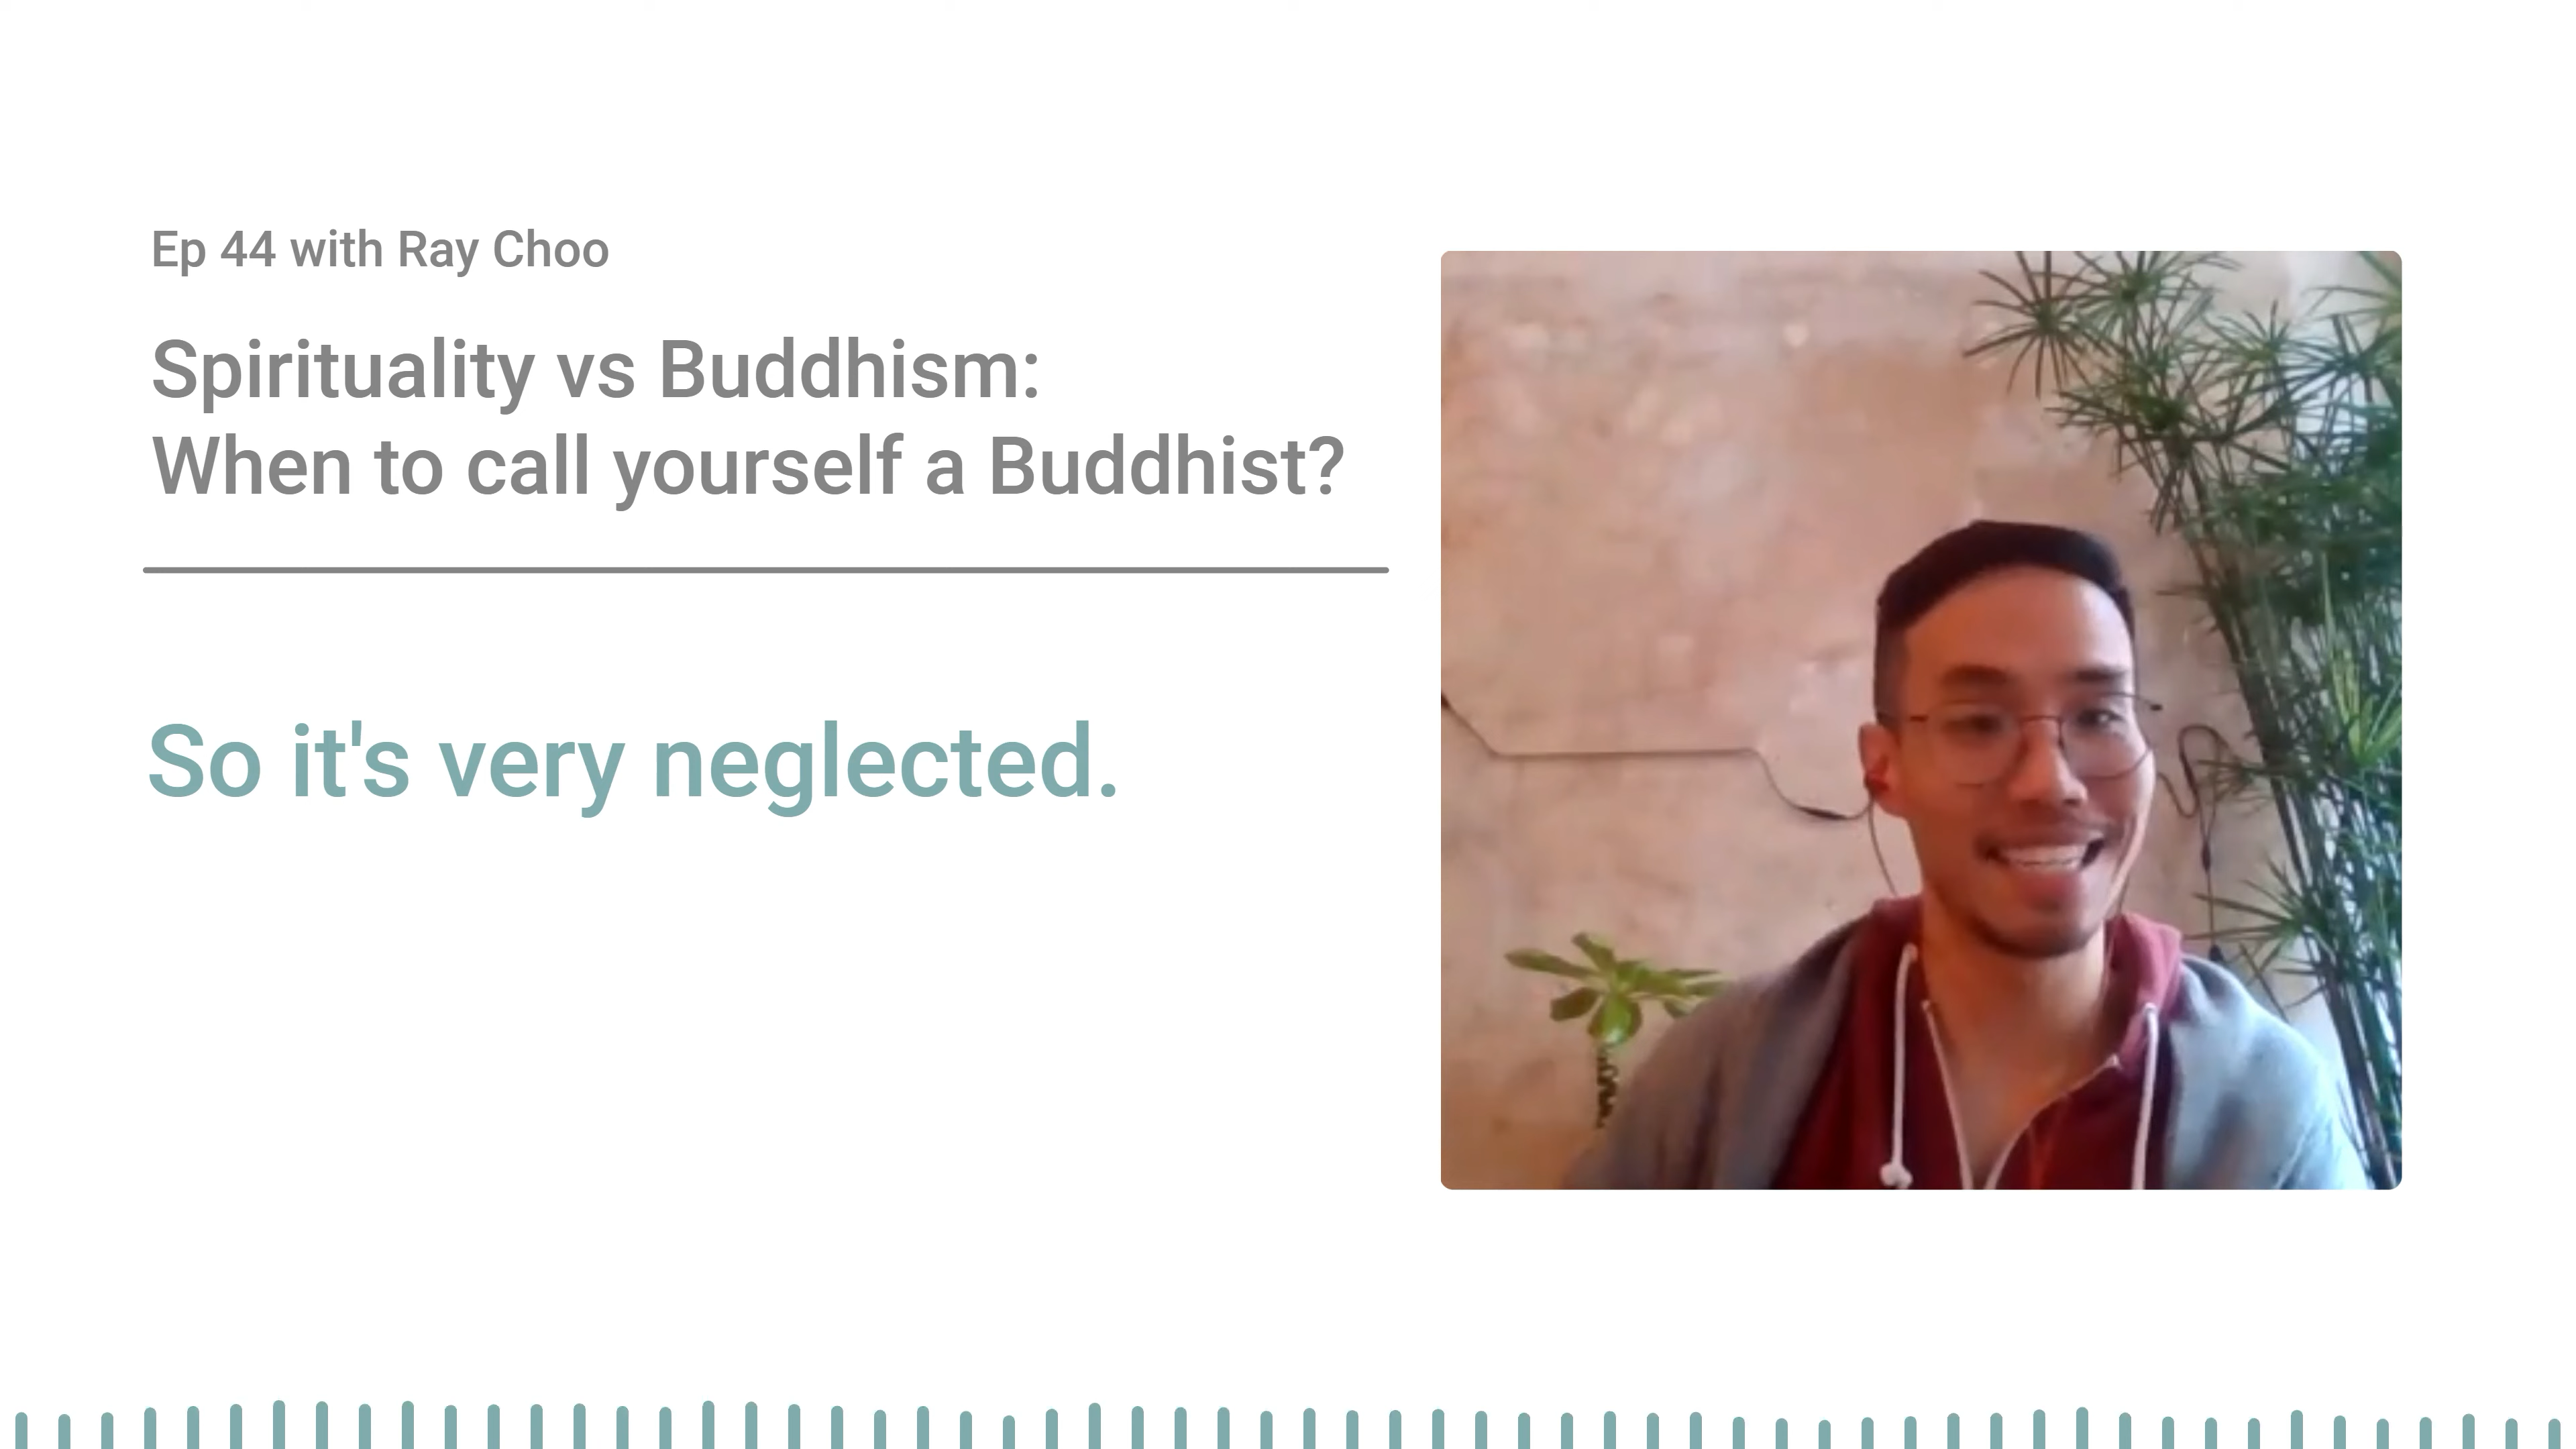 Ep 44 with Ray Choo
Spirituality vs Buddhism:
When to call yourself a Buddhist?
So it's very neglected.